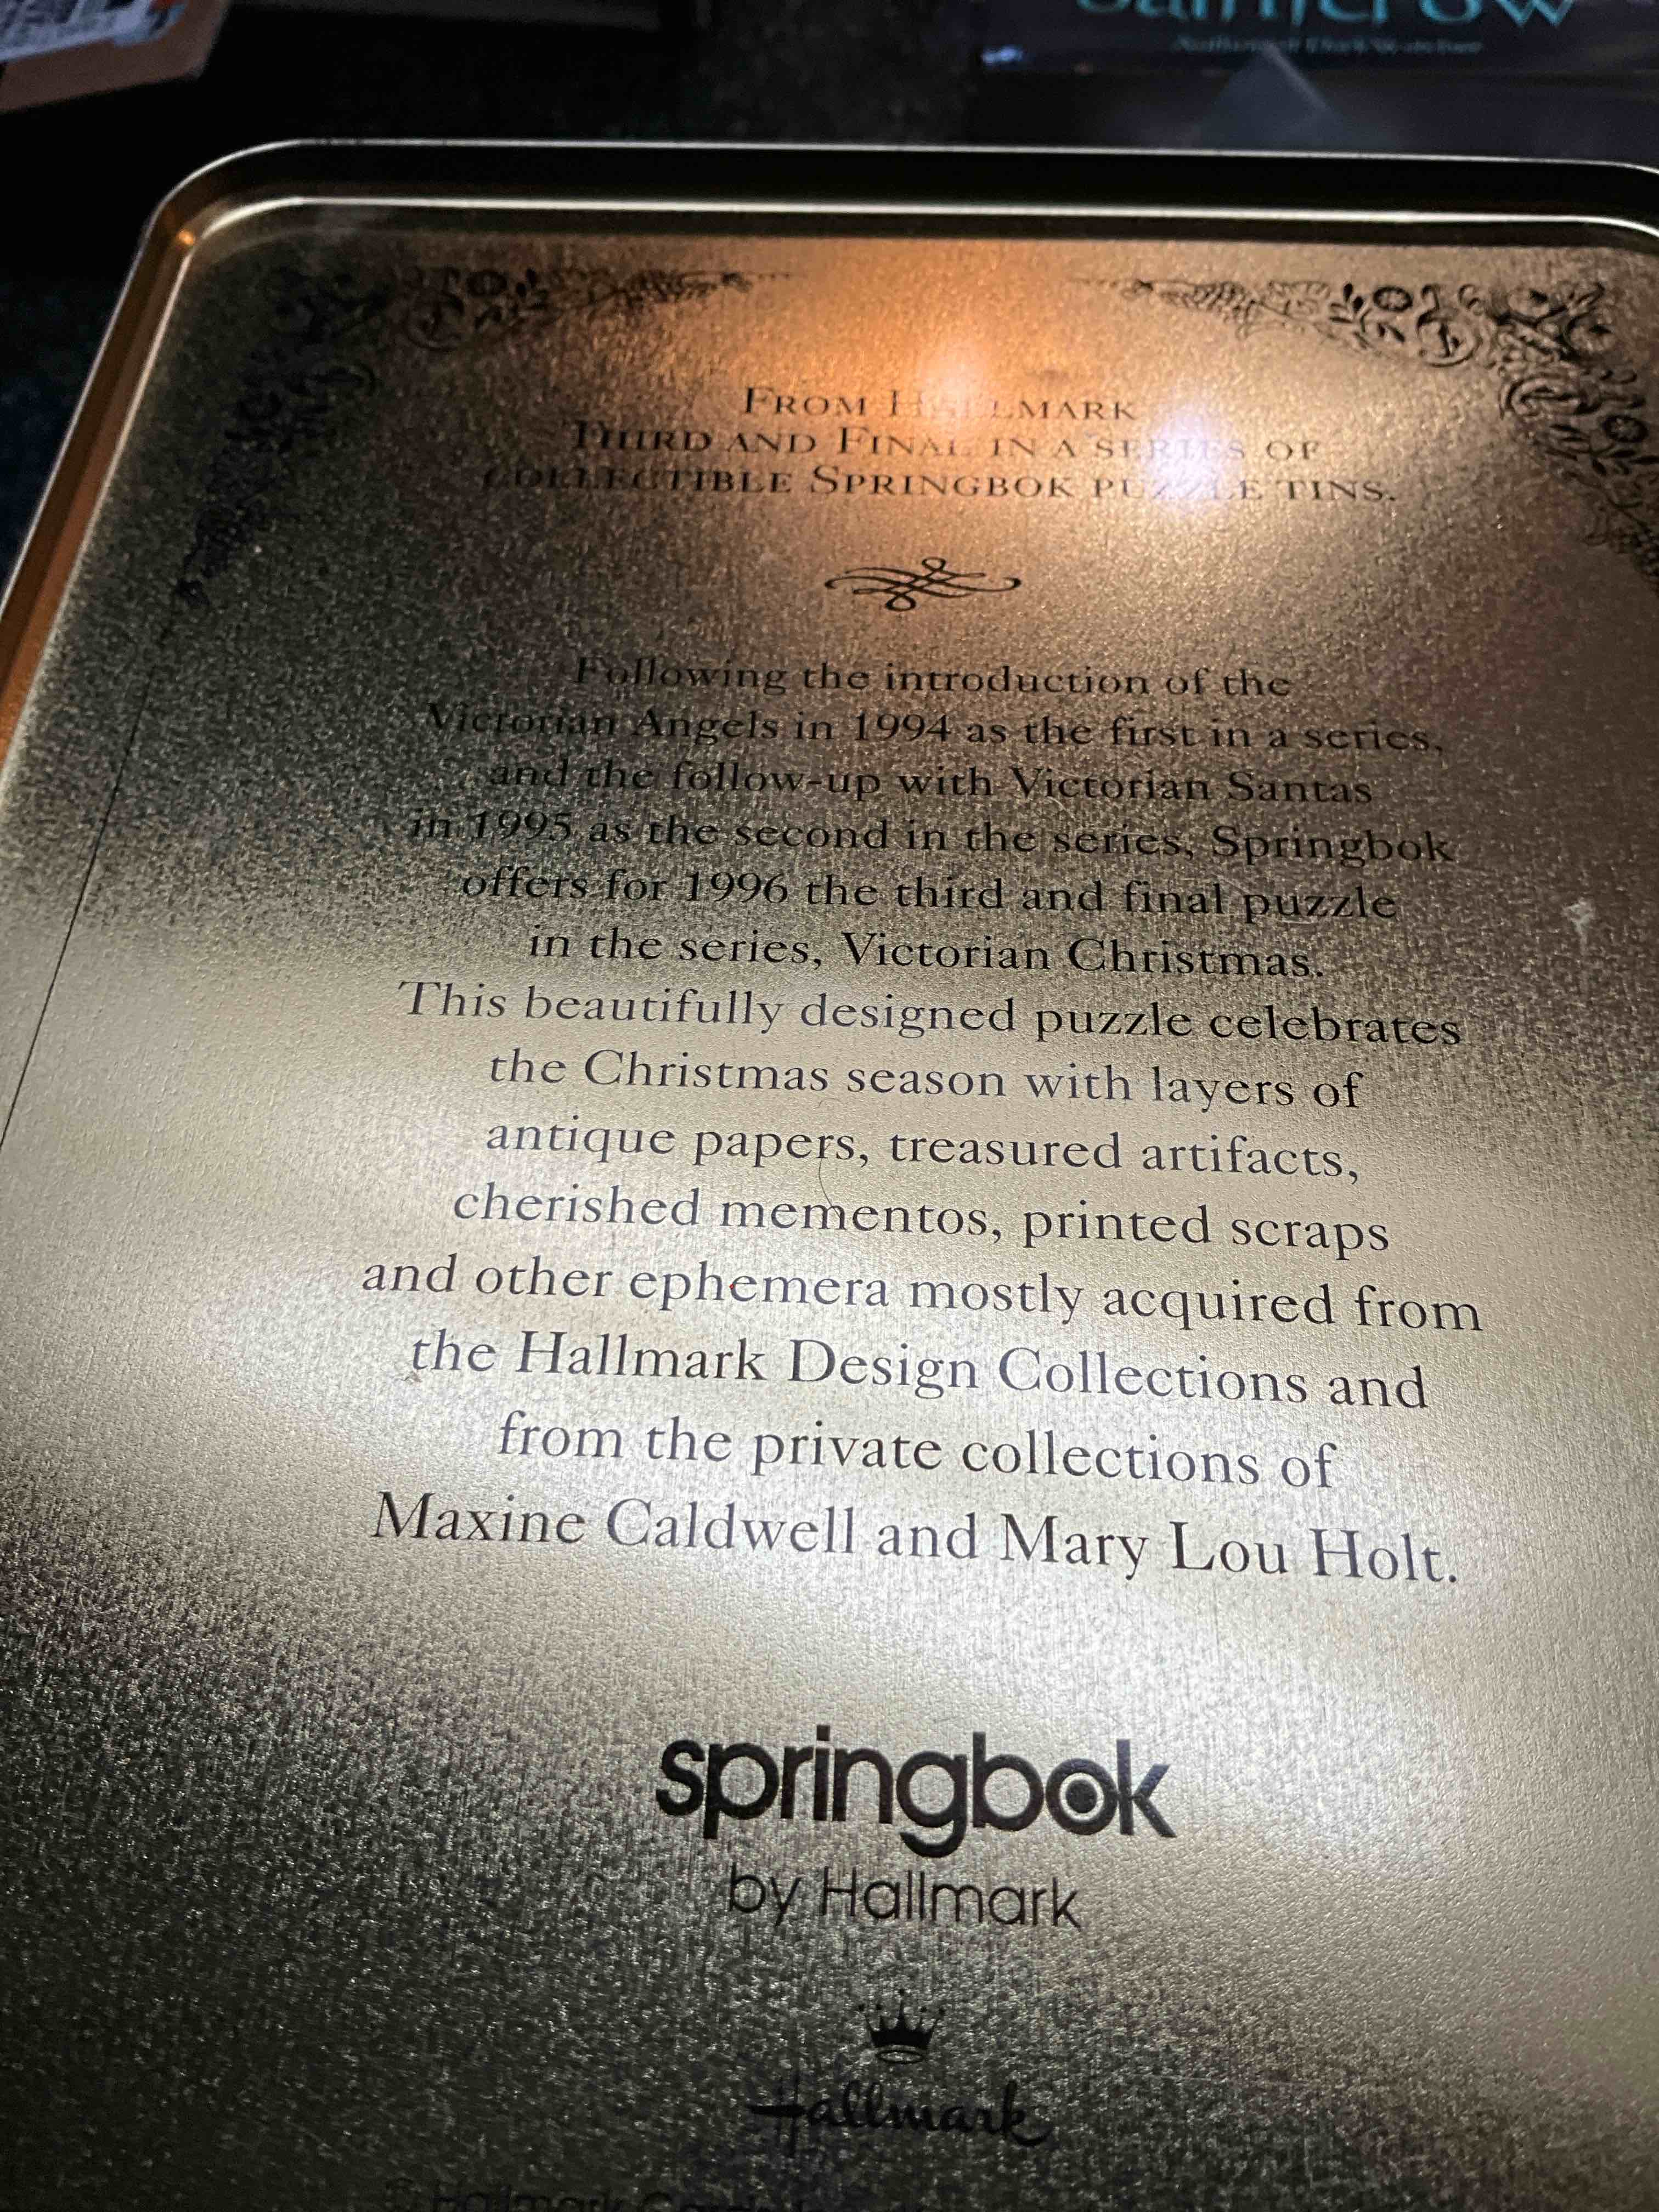 FROM HALLMARK
THIRD AND FINAL IN A SERIES OF
COLLECTIBLE SPRINGBOK PUZZLE TINS.
Following the introduction of the
Victorian Angels in 1994 as the first in a series,
and the follow-up with Victorian Santas
in 1995 as the second in the series, Springbok
offers for 1996 the third and final puzzle
in the series, Victorian Christmas.
This beautifully designed puzzle celebrates
the Christmas season with layers of
antique papers, treasured artifacts,
cherished mementos, printed scraps
and other ephemera mostly acquired from
the Hallmark Design Collections and
from the private collections of
Maxine Caldwell and Mary Lou Holt.
springbok
by Hallmark
Hallmark
© Hallmark